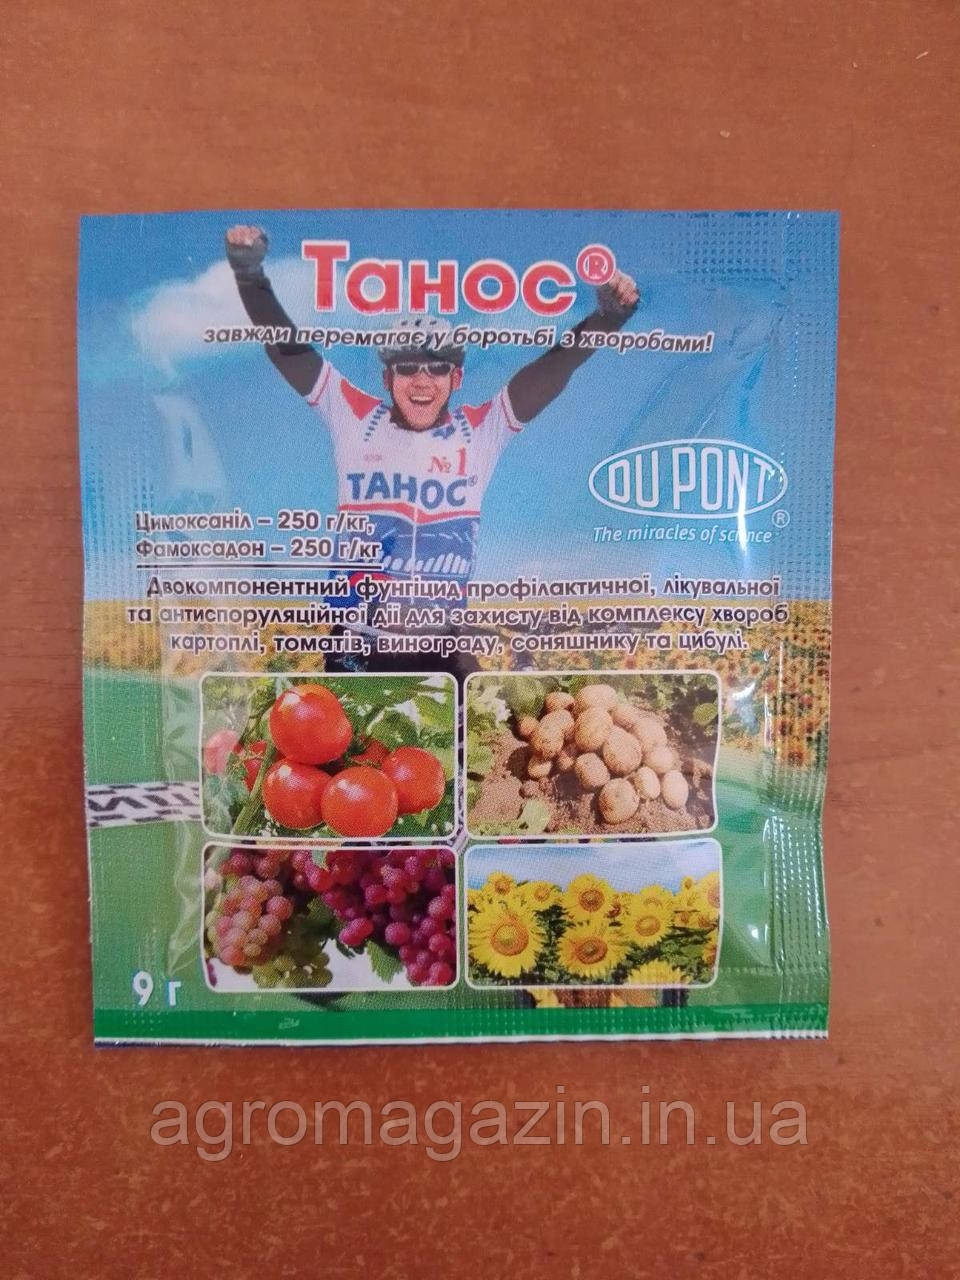 Танос®
завжди перемагає у боротьбі з хворобами!
№1
ТАНОС®
DU PONT®
The miracles of science
Цимоксаніл – 250 г/кг,
Фамоксадон – 250 г/кг
Двокомпонентний фунгіцид профілактичної, лікувальної
та антиспоруляційної дії для захисту від комплексу хвороб
картоплі, томатів, винограду, соняшнику та цибулі.
9 г
agromagazin.in.ua